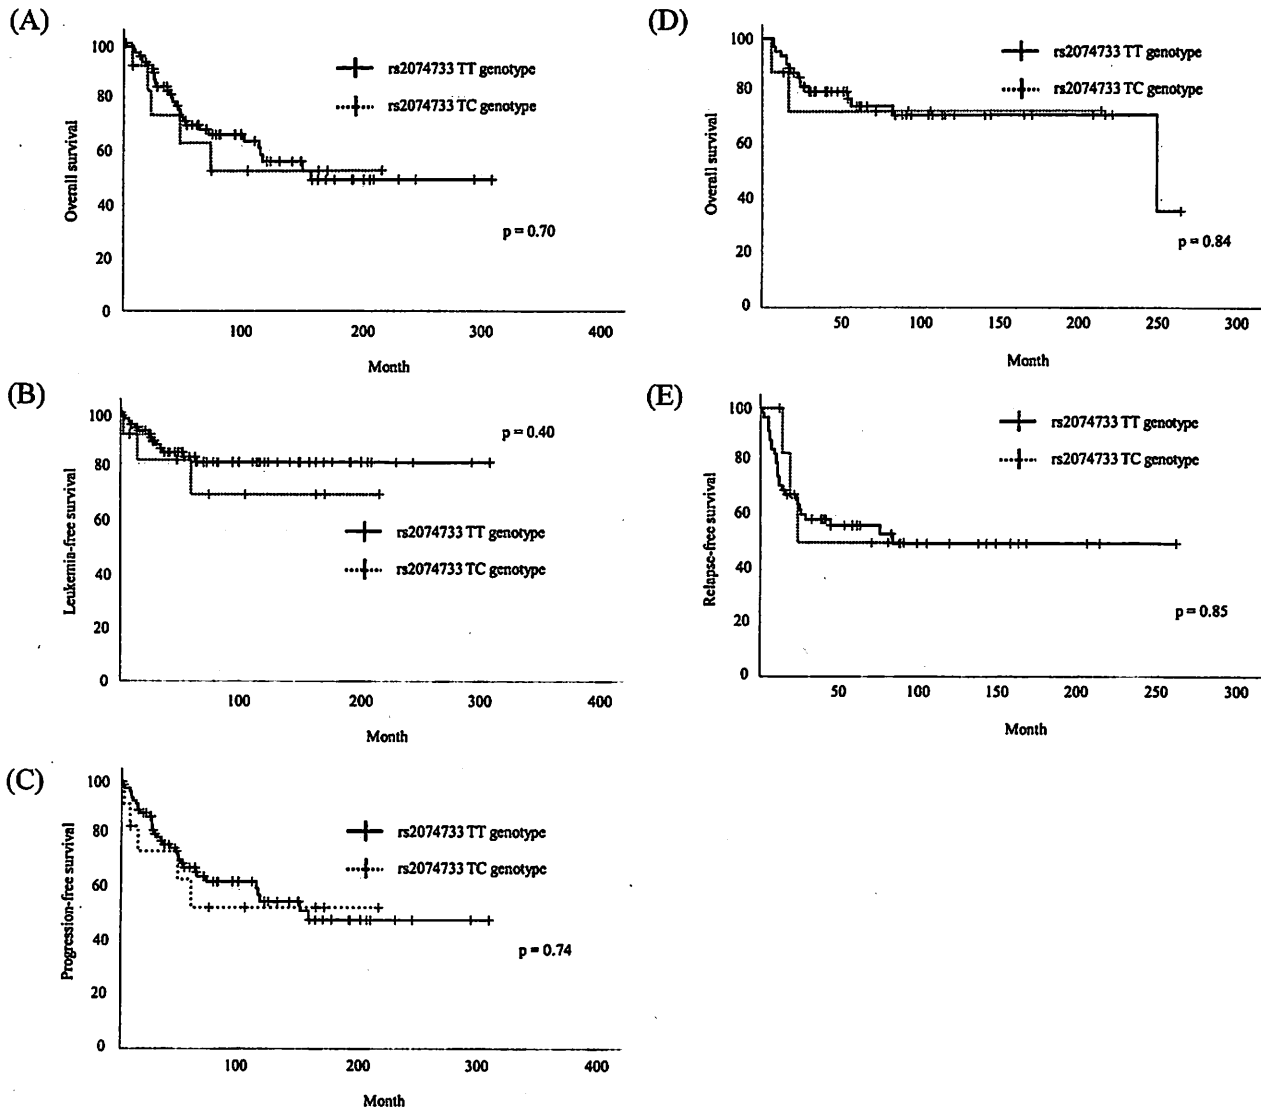 (A)
100
80
60
40
20
0
Overall survival
rs2074733 TT genotype
rs2074733 TC genotype
p = 0.70
100
200
300
400
Month
(B)
100
80
60
40
20
0
Leukemia-free survival
p = 0.40
rs2074733 TT genotype
rs2074733 TC genotype
100
200
300
400
Month
(C)
100
80
60
40
20
0
Progression-free survival
rs2074733 TT genotype
rs2074733 TC genotype
p = 0.74
100
200
300
400
Month
(D)
100
80
60
40
20
0
Overall survival
rs2074733 TT genotype
rs2074733 TC genotype
p = 0.84
50
100
150
200
250
300
Month
(E)
100
80
60
40
20
0
Relapse-free survival
rs2074733 TT genotype
rs2074733 TC genotype
p = 0.85
50
100
150
200
250
300
Month